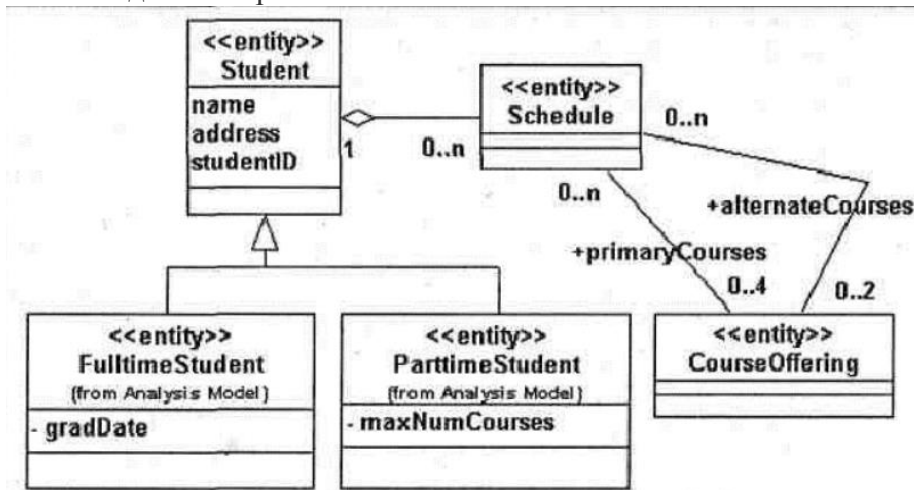 <<entity>>
Student
name
address
studentID
1
0..n
<<entity>>
Schedule
0..n
0..n
+alternateCourses
+primaryCourses
0..4
0..2
<<entity>>
FulltimeStudent
(from Analysis Model)
- gradDate
<<entity>>
ParttimeStudent
(from Analysis Model)
- maxNumCourses
<<entity>>
CourseOffering